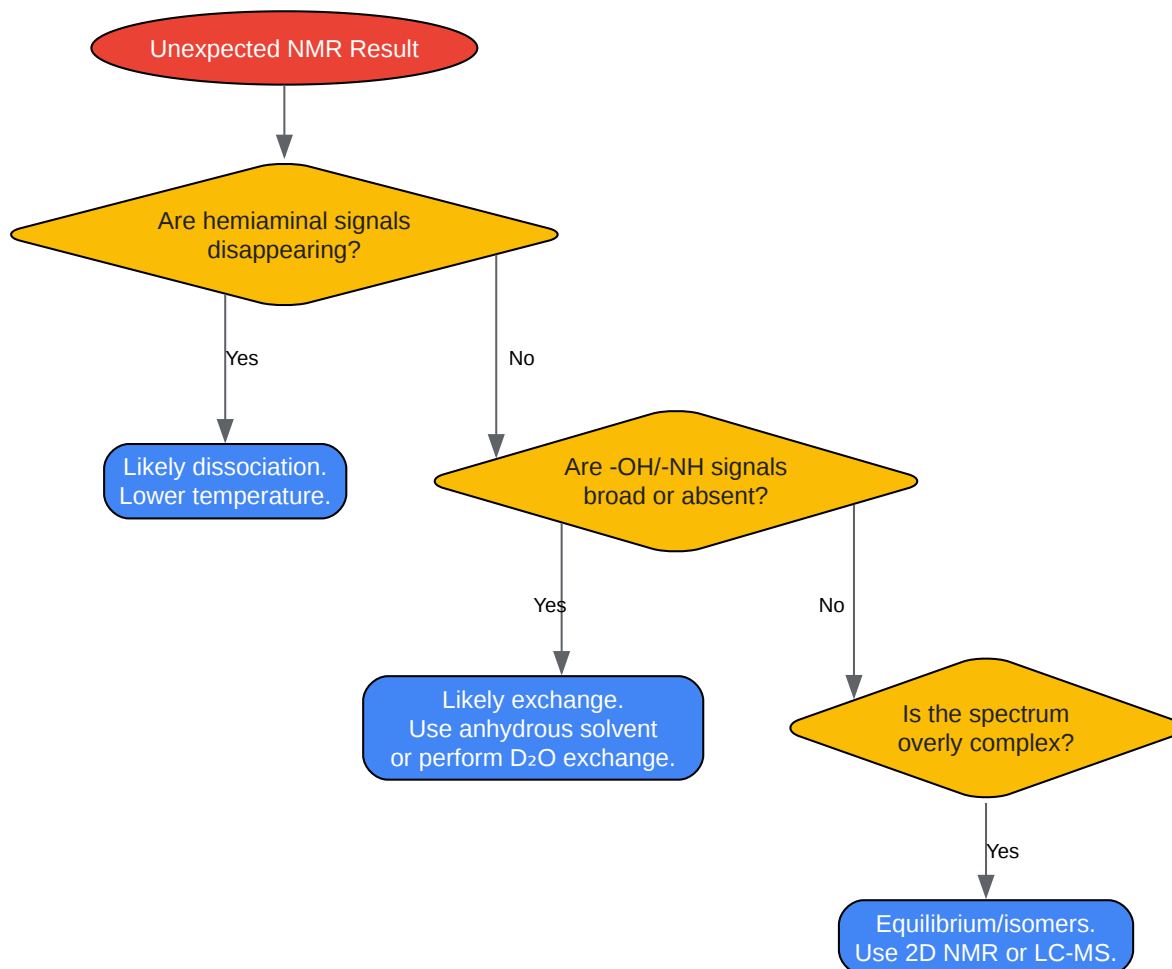 Unexpected NMR Result
Are hemiaminal signals
disappearing?
Yes
No
Likely dissociation.
Lower temperature.
Are -OH/-NH signals
broad or absent?
Yes
No
Likely exchange.
Use anhydrous solvent
or perform D₂O exchange.
Is the spectrum
overly complex?
Yes
Equilibrium/isomers.
Use 2D NMR or LC-MS.